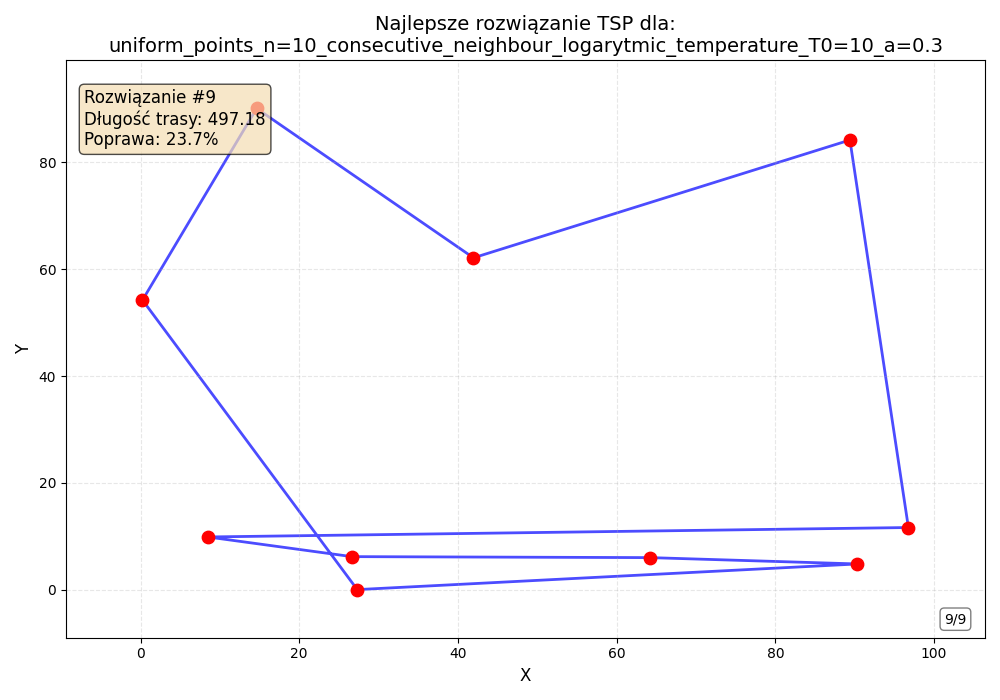 Najlepsze rozwiązanie TSP dla:
uniform_points_n=10_consecutive_neighbour_logarytmic_temperature_T0=10_a=0.3
Rozwiązanie #9
Długość trasy: 497.18
Poprawa: 23.7%
80
60
40
20
0
Y
9/9
0 20 40 60 80 100
X